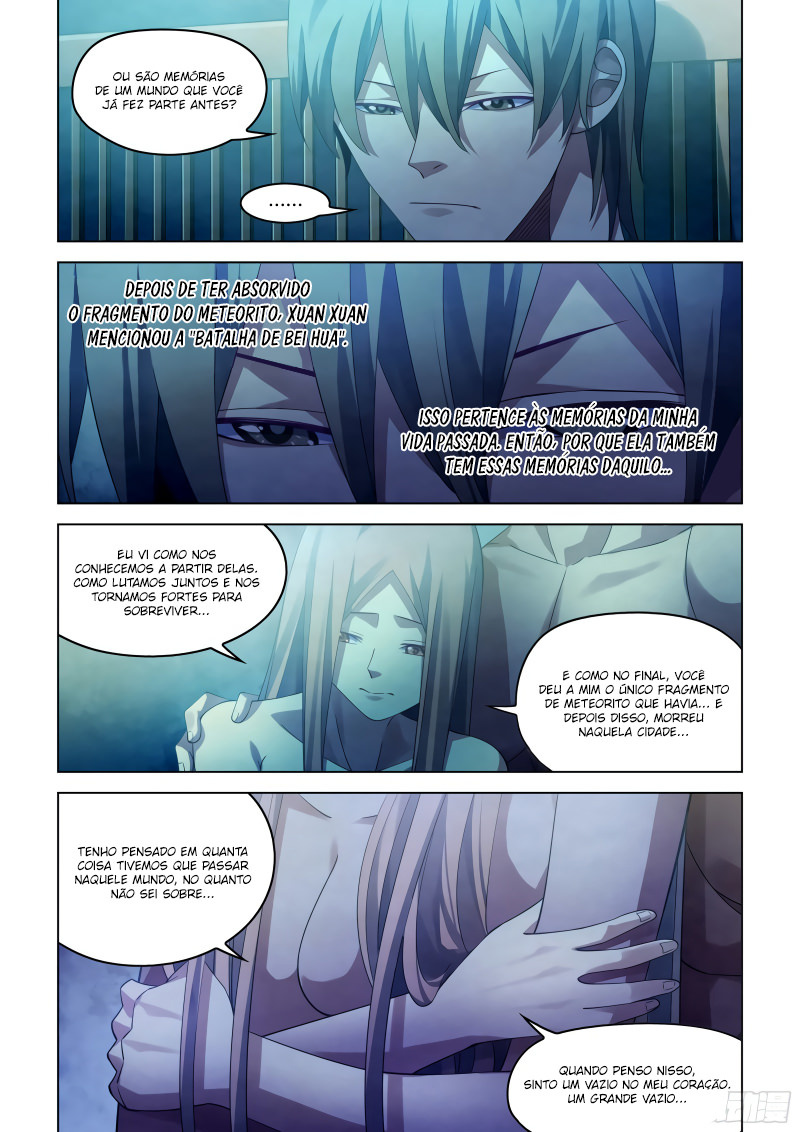 OU SÃO MEMÓRIAS
DE UM MUNDO QUE VOCÊ
JÁ FEZ PARTE ANTES?
......
DEPOIS DE TER ABSORVIDO
O FRAGMENTO DO METEORITO, XUAN XUAN
MENCIONOU A "BATALHA DE BEI HUA".
ISSO PERTENCE ÀS MEMÓRIAS DA MINHA
VIDA PASSADA. ENTÃO, POR QUE ELA TAMBÉM
TEM ESSAS MEMÓRIAS DAQUILO...
EU VI COMO NOS
CONHECEMOS A PARTIR DELAS.
COMO LUTAMOS JUNTOS E NOS
TORNAMOS FORTES PARA
SOBREVIVER...
E COMO NO FINAL, VOCÊ
DEU A MIM O ÚNICO FRAGMENTO
DE METEORITO QUE HAVIA... E
DEPOIS DISSO, MORREU
NAQUELA CIDADE...
TENHO PENSADO EM QUANTA
COISA TIVEMOS QUE PASSAR
NAQUELE MUNDO, NO QUANTO
NÃO SEI SOBRE...
QUANDO PENSO NISSO,
SINTO UM VAZIO NO MEU CORAÇÃO.
UM GRANDE VAZIO...